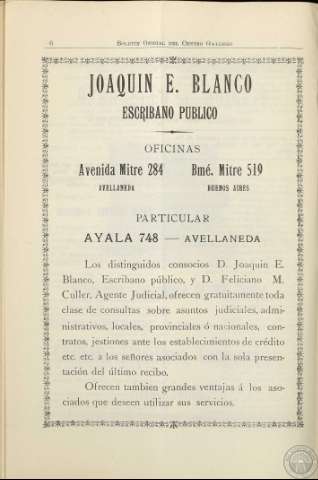 6 BOLETIN OFICIAL DEL CENTRO GALLEGO
JOAQUIN E. BLANCO
ESCRIBANO PUBLICO
OFICINAS
Avenida Mitre 284 Bmé. Mitre 519
AVELLANEDA BUENOS AIRES
PARTICULAR
AYALA 748 — AVELLANEDA
Los distinguidos consocios D. Joaquin E.
Blanco, Escribano público, y D. Feliciano M.
Culler, Agente Judicial, ofrecen gratuitamente toda
clase de consultas sobre asuntos judiciales, admi-
nistrativos, locales, provinciales ó nacionales, con-
tratos, jestiones ante los establecimientos de crédito
etc. etc. a los señores asociados con la sola presen-
tación del último recibo.
Ofrecen tambien grandes ventajas á los aso-
ciados que deseen utilizar sus servicios.